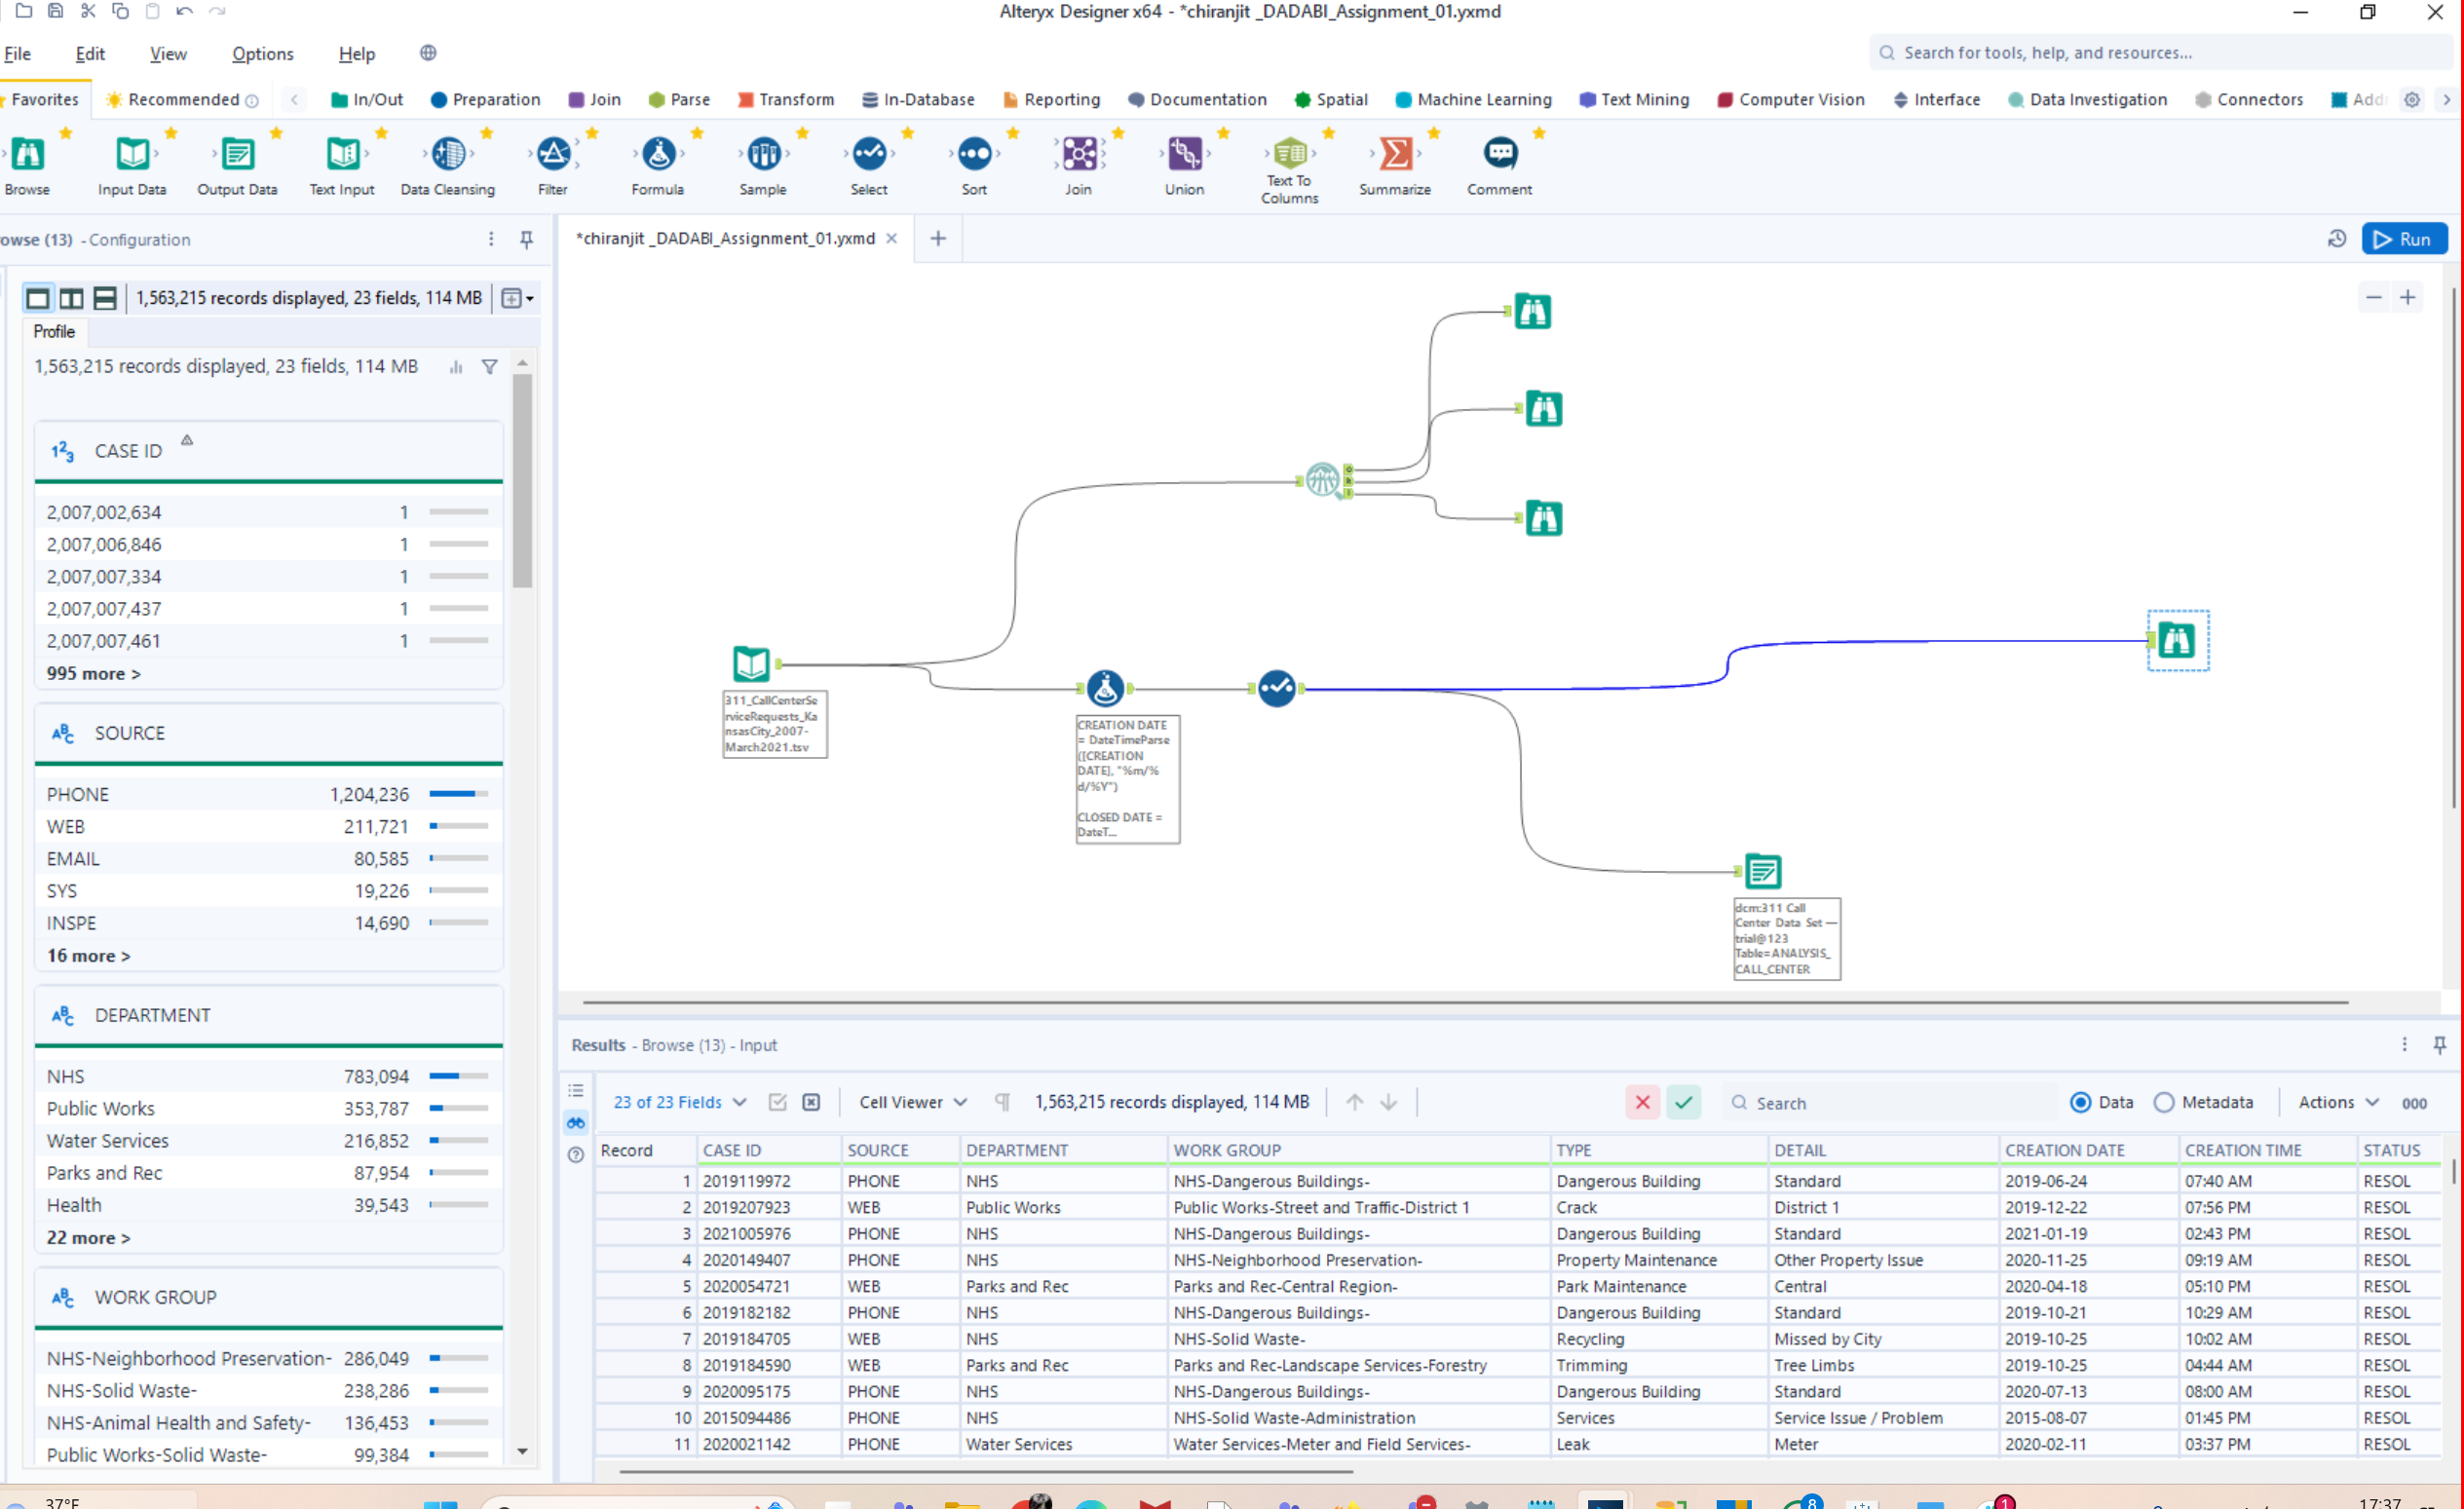 Alteryx Designer x64 - *chiranjit _DADABI_Assignment_01.yxmd
File Edit View Options Help
Search for tools, help, and resources...
Favorites Recommended In/Out Preparation Join Parse Transform In-Database Reporting Documentation Spatial Machine Learning Text Mining Computer Vision Interface Data Investigation Connectors
Browse Input Data Output Data Text Input Data Cleansing Filter Formula Sample Select Sort Join Union Text To Columns Summarize Comment
owse (13) - Configuration
*chiranjit _DADABI_Assignment_01.yxmd
Run
1,563,215 records displayed, 23 fields, 114 MB
Profile
1,563,215 records displayed, 23 fields, 114 MB
123 CASE ID
2,007,002,634 1
2,007,006,846 1
2,007,007,334 1
2,007,007,437 1
2,007,007,461 1
995 more >
ABC SOURCE
PHONE 1,204,236
WEB 211,721
EMAIL 80,585
SYS 19,226
INSPE 14,690
16 more >
ABC DEPARTMENT
NHS 783,094
Public Works 353,787
Water Services 216,852
Parks and Rec 87,954
Health 39,543
22 more >
ABC WORK GROUP
NHS-Neighborhood Preservation- 286,049
NHS-Solid Waste- 238,286
NHS-Animal Health and Safety- 136,453
Public Works-Solid Waste- 99,384
311_CallCenterSe
rviceRequests_Ka
nsasCity_2007-
March2021.tsv
CREATION DATE
= DateTimeParse
([CREATION
DATE], "%m/%
d/%Y")
CLOSED DATE =
DateT...
dcm:311 Call
Center Data Set —
trial@123
Table=ANALYSIS_
CALL_CENTER
Results - Browse (13) - Input
23 of 23 Fields Cell Viewer 1,563,215 records displayed, 114 MB Search Data Metadata Actions 000
Record CASE ID SOURCE DEPARTMENT WORK GROUP TYPE DETAIL CREATION DATE CREATION TIME STATUS
1 2019119972 PHONE NHS NHS-Dangerous Buildings- Dangerous Building Standard 2019-06-24 07:40 AM RESOL
2 2019207923 WEB Public Works Public Works-Street and Traffic-District 1 Crack District 1 2019-12-22 07:56 PM RESOL
3 2021005976 PHONE NHS NHS-Dangerous Buildings- Dangerous Building Standard 2021-01-19 02:43 PM RESOL
4 2020149407 PHONE NHS NHS-Neighborhood Preservation- Property Maintenance Other Property Issue 2020-11-25 09:19 AM RESOL
5 2020054721 WEB Parks and Rec Parks and Rec-Central Region- Park Maintenance Central 2020-04-18 05:10 PM RESOL
6 2019182182 PHONE NHS NHS-Dangerous Buildings- Dangerous Building Standard 2019-10-21 10:29 AM RESOL
7 2019184705 WEB NHS NHS-Solid Waste- Recycling Missed by City 2019-10-25 10:02 AM RESOL
8 2019184590 WEB Parks and Rec Parks and Rec-Landscape Services-Forestry Trimming Tree Limbs 2019-10-25 04:44 AM RESOL
9 2020095175 PHONE NHS NHS-Dangerous Buildings- Dangerous Building Standard 2020-07-13 08:00 AM RESOL
10 2015094486 PHONE NHS NHS-Solid Waste-Administration Services Service Issue / Problem 2015-08-07 01:45 PM RESOL
11 2020021142 PHONE Water Services Water Services-Meter and Field Services- Leak Meter 2020-02-11 03:37 PM RESOL
37°F 8 1 17:37